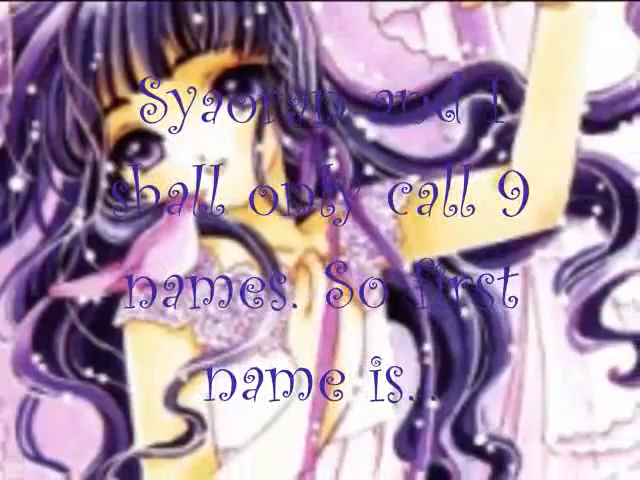 Syaoran and I
shall only call 9
names. So first
name is..